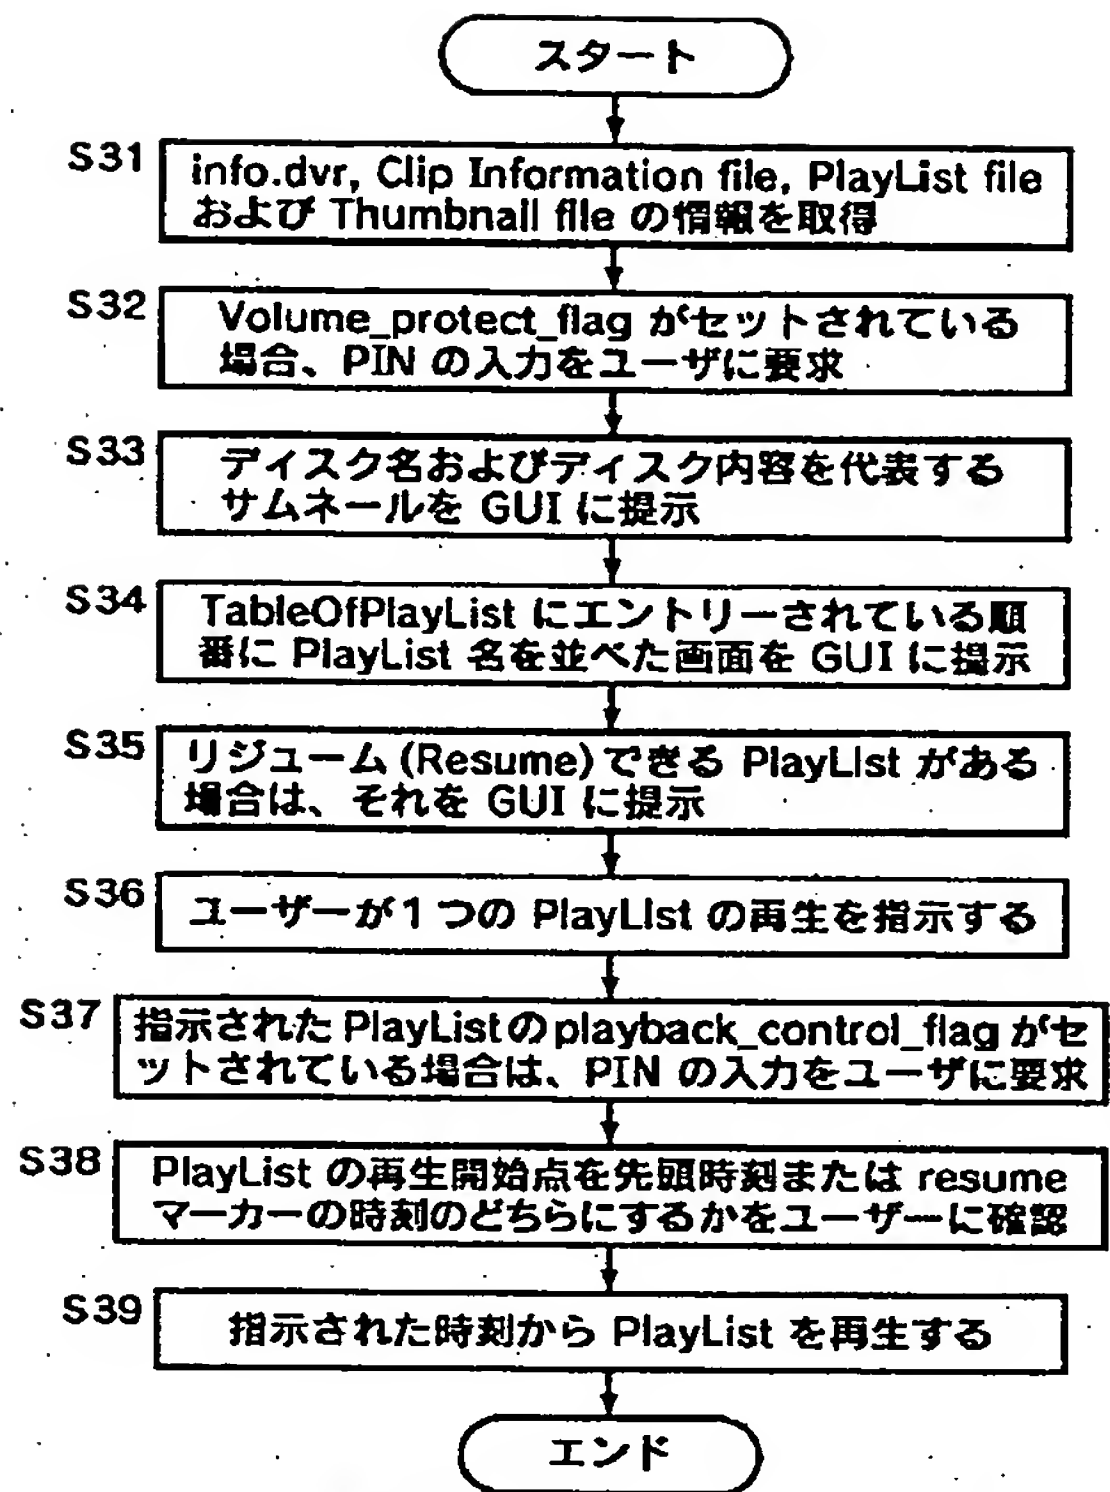 スタート
S31
info.dvr, Clip Information file, PlayList file
および Thumbnail file の情報を取得
S32
Volume_protect_flag がセットされている
場合、PIN の入力をユーザに要求
S33
ディスク名およびディスク内容を代表する
サムネールを GUI に提示
S34
TableOfPlayList にエントリーされている順
番に PlayList 名を並べた画面を GUI に提示
S35
リジューム (Resume) できる PlayList がある
場合は、それを GUI に提示
S36
ユーザーが1つの PlayList の再生を指示する
S37
指示された PlayList の playback_control_flag がセ
ットされている場合は、PIN の入力をユーザに要求
S38
PlayList の再生開始点を先頭時刻または resume
マーカーの時刻のどちらにするかをユーザーに確認
S39
指示された時刻から PlayList を再生する
エンド